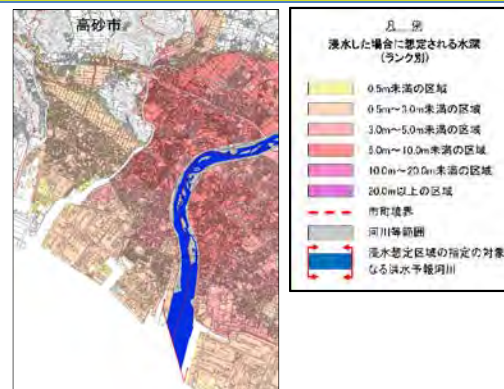 高砂市
凡 例
浸水した場合に想定される水深
(ランク別)
0.5m未満の区域
0.5m～3.0m未満の区域
3.0m～5.0m未満の区域
5.0m～10.0m未満の区域
10.0m～20.0m未満の区域
20.0m以上の区域
市町境界
河川等範囲
浸水想定区域の指定の対象
なる洪水予報河川